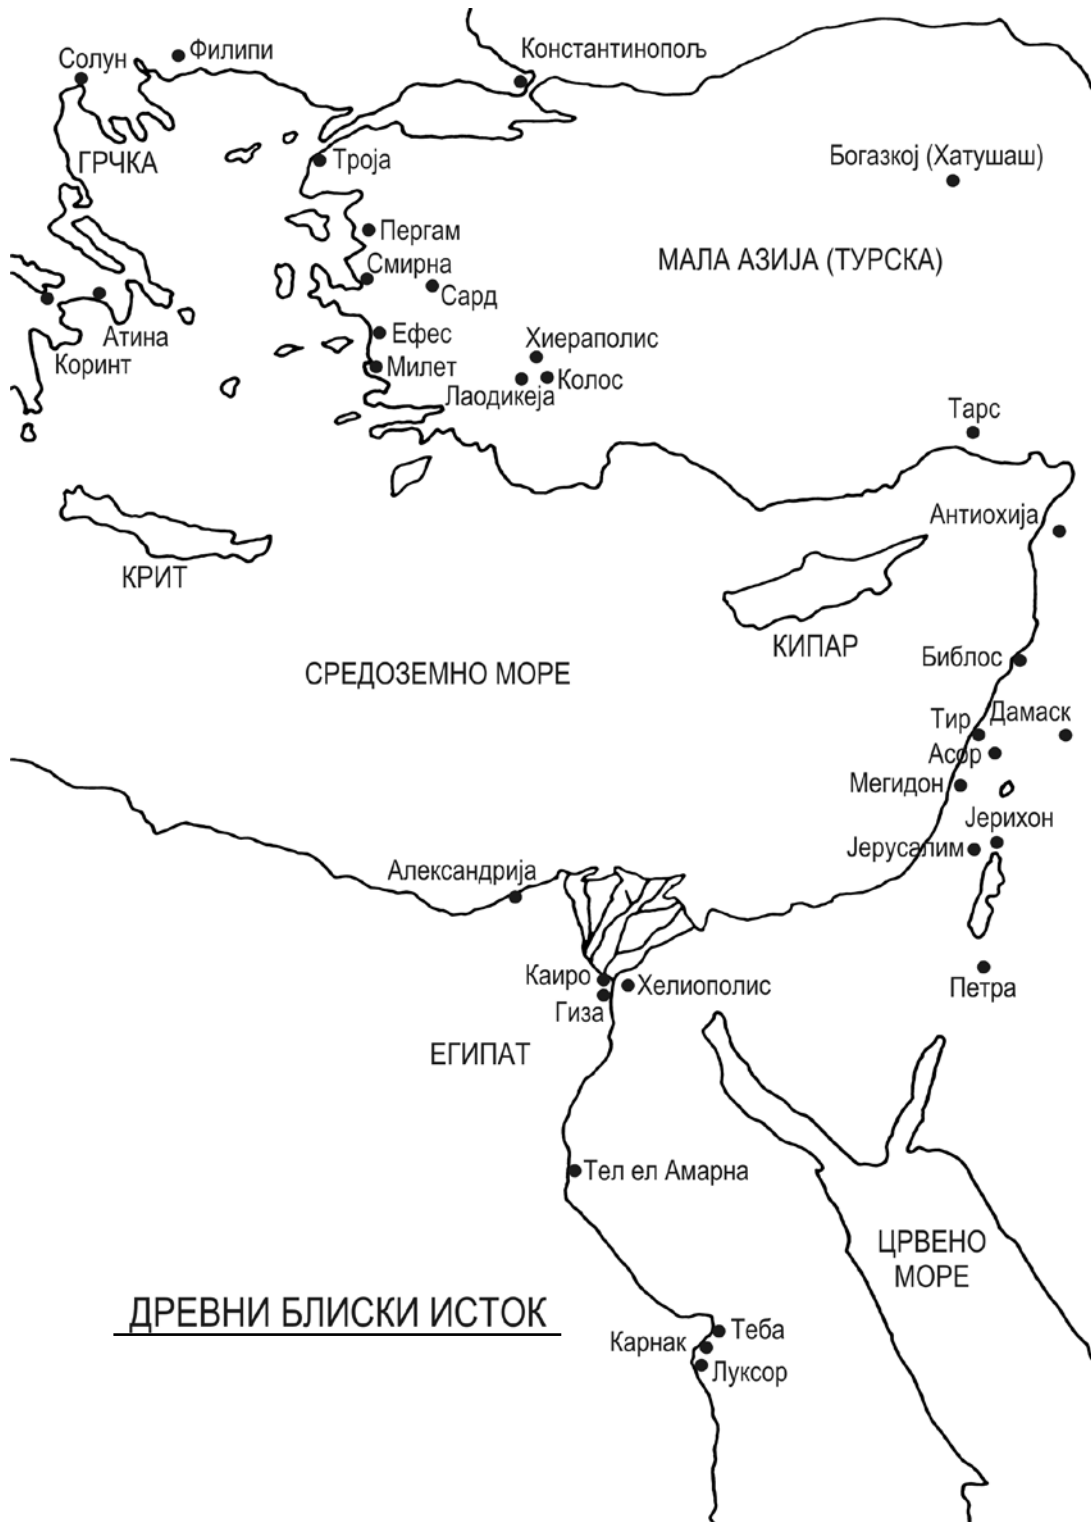 Константинопољ
Филипи
Солун
ГРЧКА
Троја
Богазкој (Хатушаш)
Пергам
МАЛА АЗИЈА (ТУРСКА)
Смирна
Сард
Атина
Ефес
Хиераполис
Коринт
Милет
Колос
Лаодикеја
Тарс
Антиохија
КРИТ
КИПАР
Библос
СРЕДОЗЕМНО МОРЕ
Тир
Дамаск
Асор
Мегидон
Јерихон
Јерусалим
Александрија
Каиро
Хелиополис
Петра
Гиза
ЕГИПАТ
Тел ел Амарна
ЦРВЕНО
МОРЕ
ДРЕВНИ БЛИСКИ ИСТОК
Теба
Карнак
Луксор